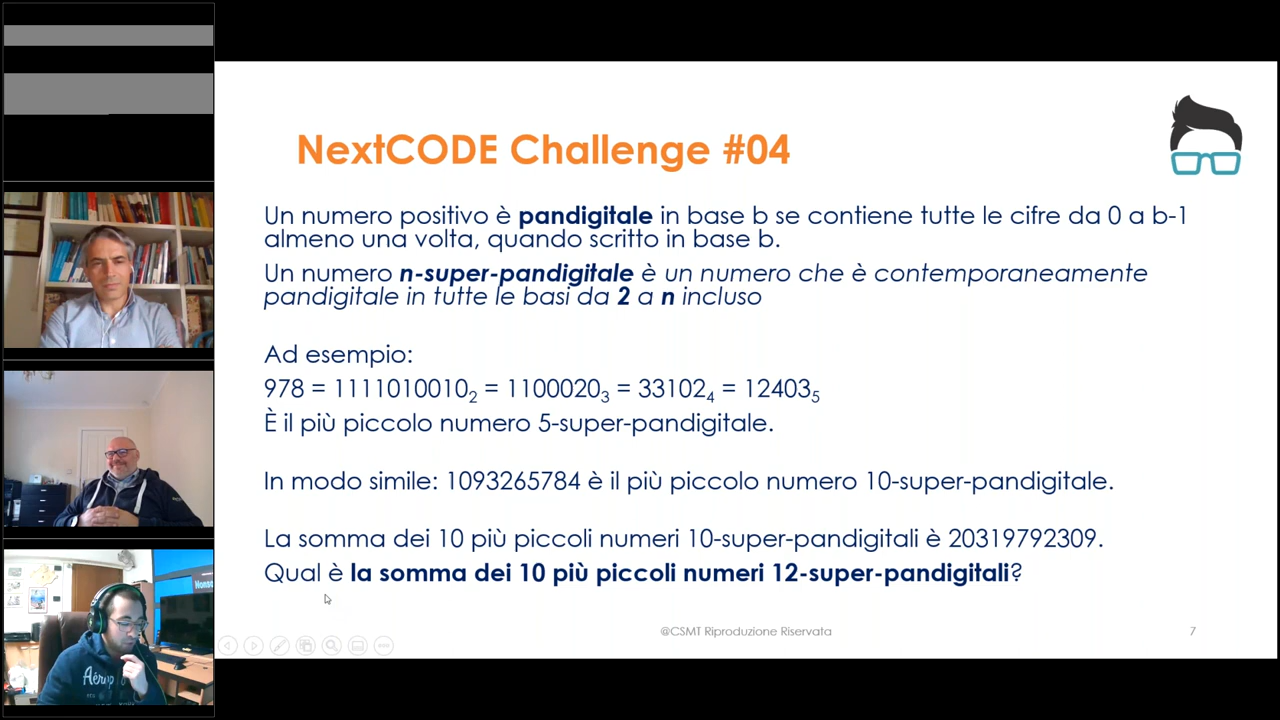 NextCODE Challenge #04
Un numero positivo è pandigitale in base b se contiene tutte le cifre da 0 a b-1
almeno una volta, quando scritto in base b.
Un numero n-super-pandigitale è un numero che è contemporaneamente
pandigitale in tutte le basi da 2 a n incluso
Ad esempio:
978 = 1111010010₂ = 1100020₃ = 33102₄ = 12403₅
È il più piccolo numero 5-super-pandigitale.
In modo simile: 1093265784 è il più piccolo numero 10-super-pandigitale.
La somma dei 10 più piccoli numeri 10-super-pandigitali è 20319792309.
Qual è la somma dei 10 più piccoli numeri 12-super-pandigitali?
@CSMT Riproduzione Riservata
7